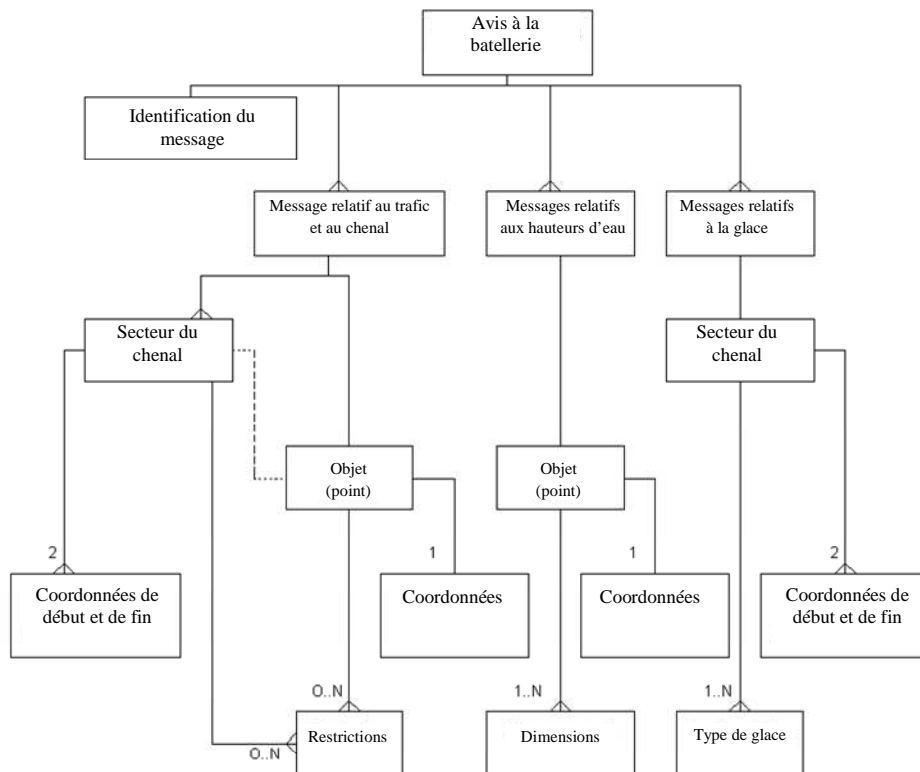 Avis à la
batellerie
Identification du
message
Message relatif au trafic
et au chenal
Messages relatifs
aux hauteurs d'eau
Messages relatifs
à la glace
Secteur du
chenal
Secteur du
chenal
Objet
(point)
Objet
(point)
2
1
1
2
Coordonnées de
début et de fin
Coordonnées
Coordonnées
Coordonnées de
début et de fin
0..N
1..N
1..N
0..N
Restrictions
Dimensions
Type de glace